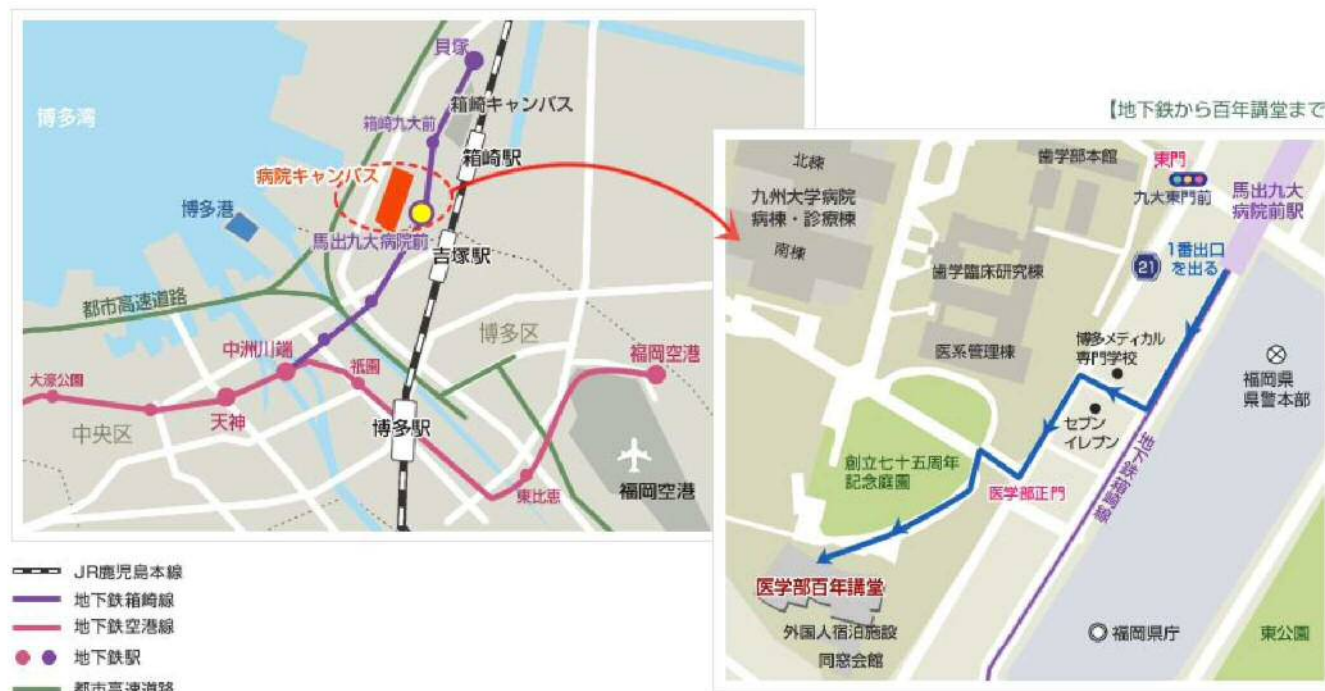 博多湾
貝塚
箱崎キャンパス
箱崎九大前
箱崎駅
病院キャンパス
博多港
馬出九大病院前
吉塚駅
都市高速道路
中洲川端
博多区
祇園
福岡空港
大濠公園
天神
中央区
博多駅
東比恵
福岡空港
JR鹿児島本線
地下鉄箱崎線
地下鉄空港線
地下鉄駅
都市高速道路
【地下鉄から百年講堂まで
北棟
九州大学病院
病棟・診療棟
南棟
歯学部本館
東門
九大東門前
馬出九大
病院前駅
1番出口
を出る
21
歯学臨床研究棟
医系管理棟
博多メディカル
専門学校
セブン
イレブン
福岡県
県警本部
地下鉄箱崎線
創立七十五周年
記念庭園
医学部正門
医学部百年講堂
外国人宿泊施設
同窓会館
福岡県庁
東公園